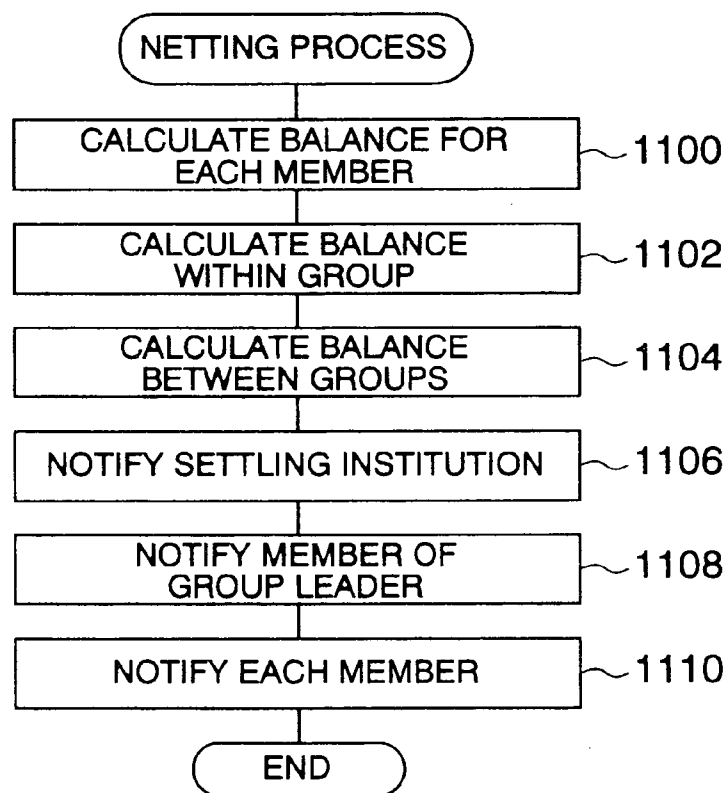 NETTING PROCESS
CALCULATE BALANCE FOR
EACH MEMBER
1100
CALCULATE BALANCE
WITHIN GROUP
1102
CALCULATE BALANCE
BETWEEN GROUPS
1104
NOTIFY SETTLING INSTITUTION
1106
NOTIFY MEMBER OF
GROUP LEADER
1108
NOTIFY EACH MEMBER
1110
END